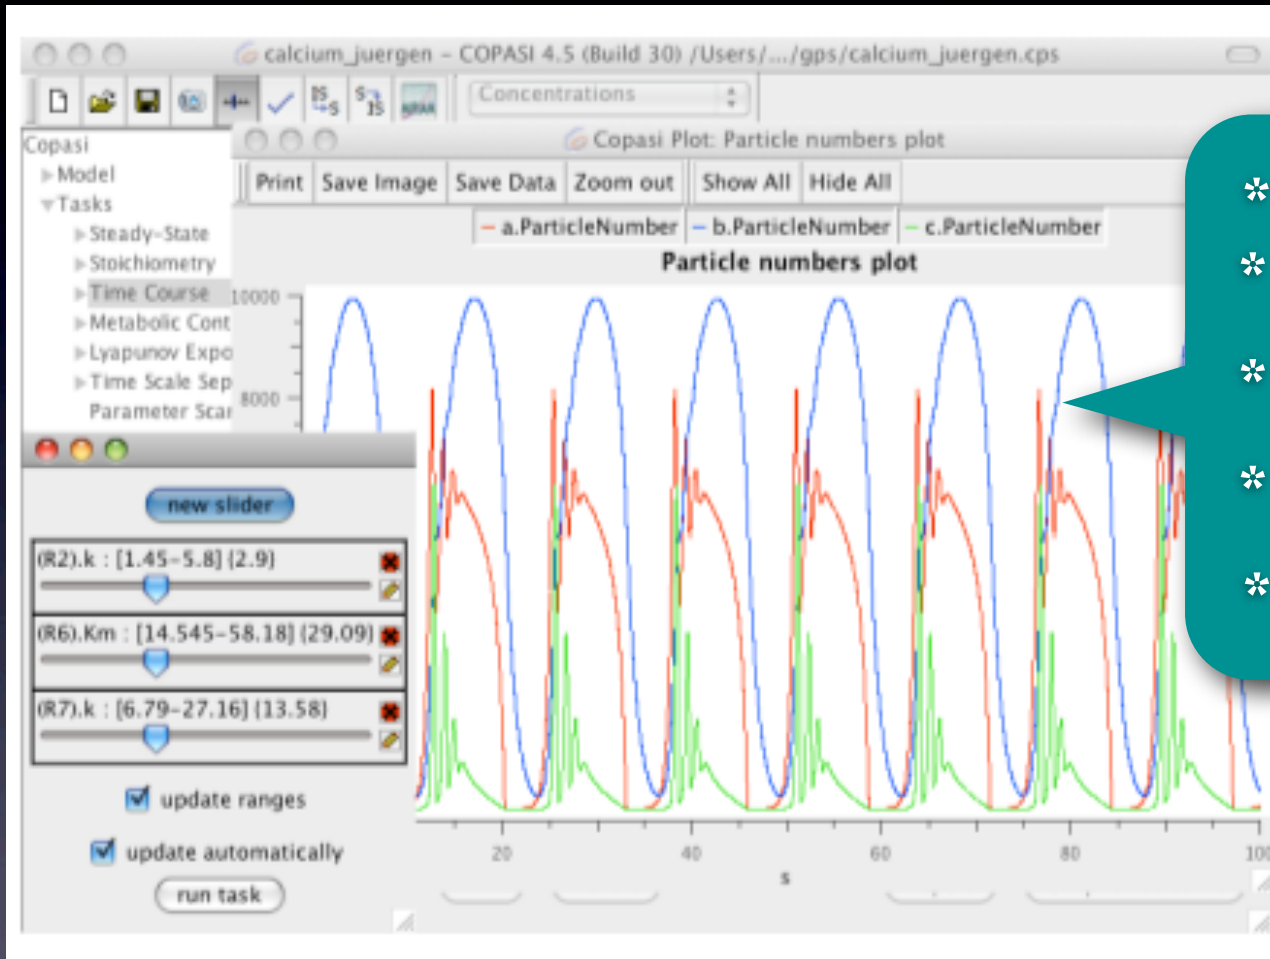 calcium_juergen – COPASI 4.5 (Build 30) /Users/.../gps/calcium_juergen.cps
IS S S IS
Concentrations
Copasi
Model
Tasks
Steady-State
Stoichiometry
Time Course
Metabolic Cont
Lyapunov Expo
Time Scale Sep
Parameter Scar
Copasi Plot: Particle numbers plot
Print Save Image Save Data Zoom out Show All Hide All
a.ParticleNumber b.ParticleNumber c.ParticleNumber
Particle numbers plot
10000
8000
20 40 60 80 100
s
new slider
(R2).k : [1.45-5.8] (2.9)
(R6).Km : [14.545-58.18] (29.09)
(R7).k : [6.79-27.16] (13.58)
update ranges
update automatically
run task
*
*
*
*
*